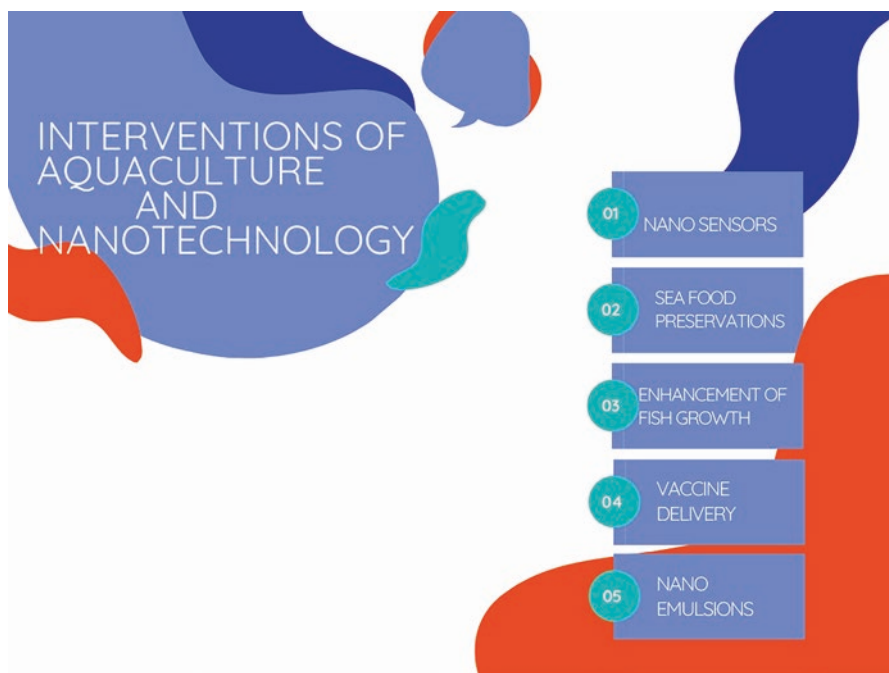 INTERVENTIONS OF
AQUACULTURE
AND
NANOTECHNOLOGY
01
NANO SENSORS
02
SEA FOOD
PRESERVATIONS
03
ENHANCEMENT OF
FISH GROWTH
04
VACCINE
DELIVERY
05
NANO
EMULSIONS